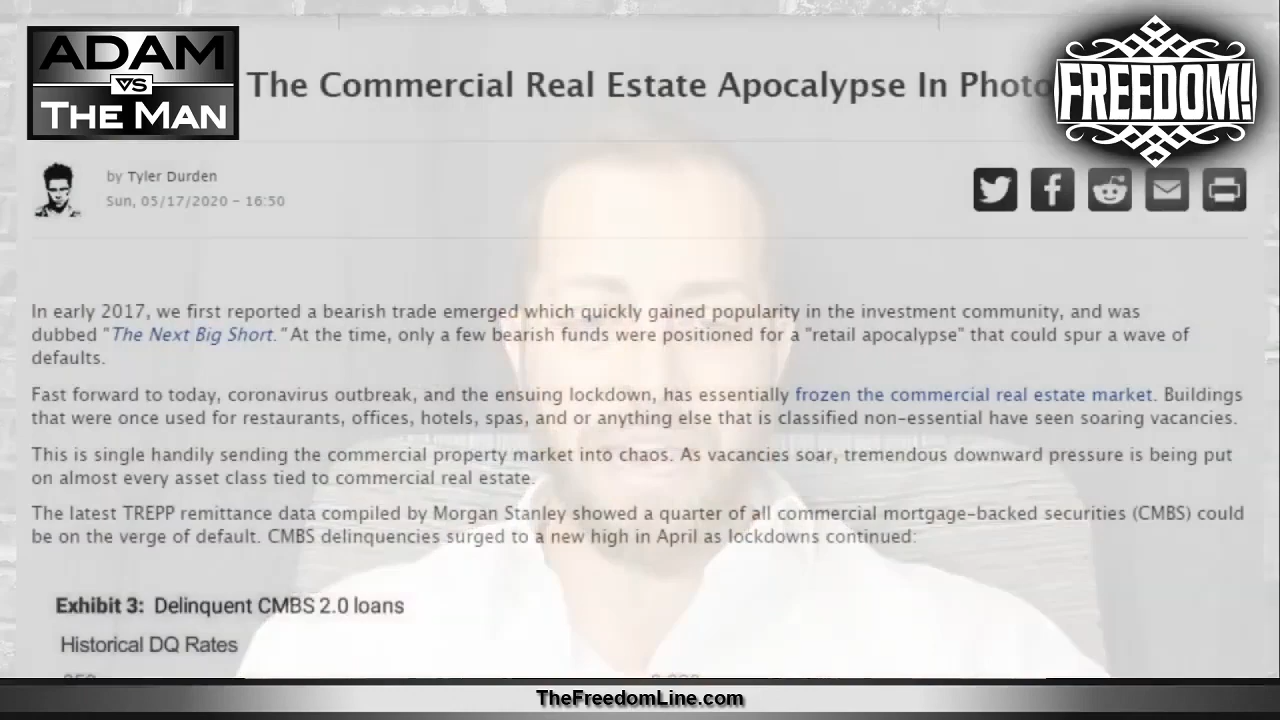 ADAM
VS
THE MAN
The Commercial Real Estate Apocalypse In Photo
FREEDOM!
by Tyler Durden
Sun, 05/17/2020 - 16:50
In early 2017, we first reported a bearish trade emerged which quickly gained popularity in the investment community, and was
dubbed "The Next Big Short." At the time, only a few bearish funds were positioned for a "retail apocalypse" that could spur a wave of
defaults.
Fast forward to today, coronavirus outbreak, and the ensuing lockdown, has essentially frozen the commercial real estate market. Buildings
that were once used for restaurants, offices, hotels, spas, and or anything else that is classified non-essential have seen soaring vacancies.
This is single handily sending the commercial property market into chaos. As vacancies soar, tremendous downward pressure is being put
on almost every asset class tied to commercial real estate.
The latest TREPP remittance data compiled by Morgan Stanley showed a quarter of all commercial mortgage-backed securities (CMBS) could
be on the verge of default. CMBS delinquencies surged to a new high in April as lockdowns continued:
Exhibit 3: Delinquent CMBS 2.0 loans
Historical DQ Rates
TheFreedomLine.com